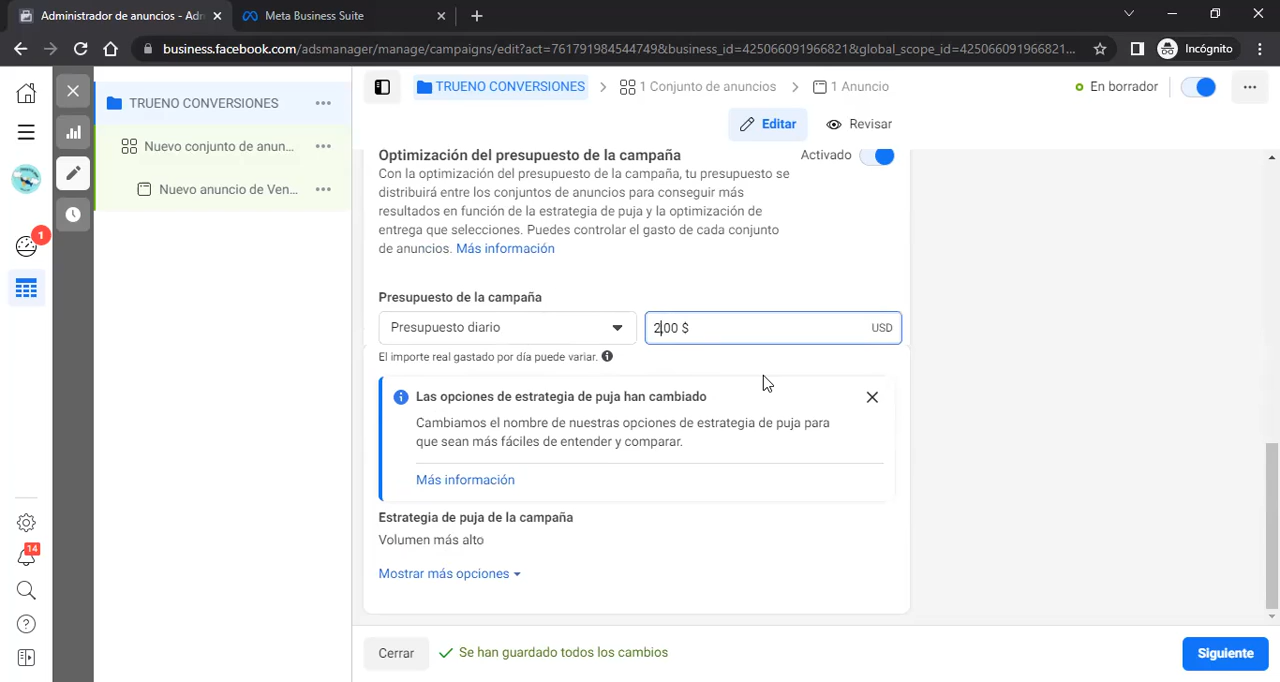 Administrador de anuncios - Adr
Meta Business Suite
business.facebook.com/adsmanager/manage/campaigns/edit?act=761791984544749&business_id=425066091966821&global_scope_id=425066091966821...
Incógnito
TRUENO CONVERSIONES
Nuevo conjunto de anun...
Nuevo anuncio de Ven...
1
14
TRUENO CONVERSIONES
1 Conjunto de anuncios
1 Anuncio
En borrador
Editar
Revisar
Optimización del presupuesto de la campaña
Activado
Con la optimización del presupuesto de la campaña, tu presupuesto se
distribuirá entre los conjuntos de anuncios para conseguir más
resultados en función de la estrategia de puja y la optimización de
entrega que selecciones. Puedes controlar el gasto de cada conjunto
de anuncios. Más información
Presupuesto de la campaña
Presupuesto diario
2,00 $
USD
El importe real gastado por día puede variar.
Las opciones de estrategia de puja han cambiado
Cambiamos el nombre de nuestras opciones de estrategia de puja para
que sean más fáciles de entender y comparar.
Más información
Estrategia de puja de la campaña
Volumen más alto
Mostrar más opciones
Cerrar
Se han guardado todos los cambios
Siguiente